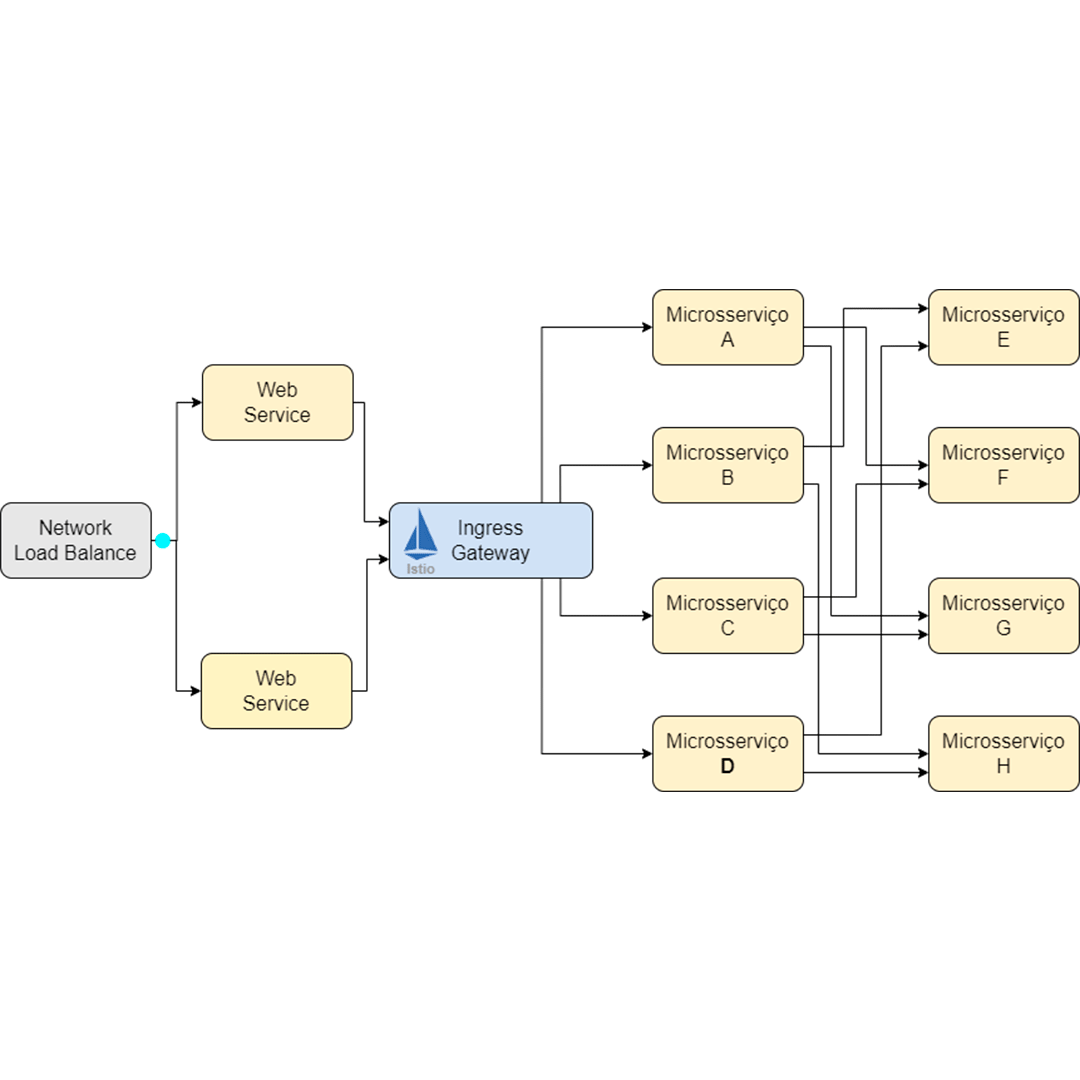 Network
Load Balance
Web
Service
Web
Service
Istio
Ingress
Gateway
Microsserviço
A
Microsserviço
B
Microsserviço
C
Microsserviço
D
Microsserviço
E
Microsserviço
F
Microsserviço
G
Microsserviço
H